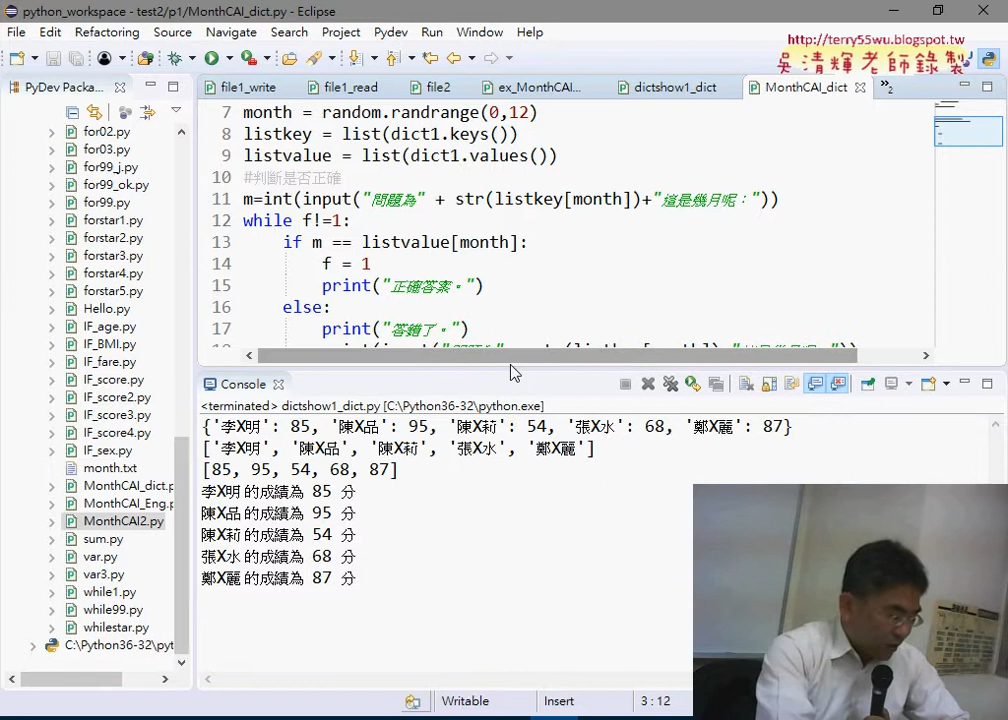 python_workspace - test2/p1/MonthCAI_dict.py - Eclipse
File Edit Refactoring Source Navigate Search Project Pydev Run Window Help
http://terry55wu.blogspot.tw
吳清輝老師錄製
PyDev Packa...
file1_write
file1_read
file2
ex_MonthCAI...
dictshow1_dict
MonthCAI_dict
»2
for02.py
for03.py
for99_j.py
for99_ok.py
for99.py
forstar1.py
forstar2.py
forstar3.py
forstar4.py
forstar5.py
Hello.py
IF_age.py
IF_BMI.py
IF_fare.py
IF_score.py
IF_score2.py
IF_score3.py
IF_score4.py
IF_sex.py
month.txt
MonthCAI_dict.p
MonthCAI_Eng.p
MonthCAI2.py
sum.py
var.py
var3.py
while1.py
while99.py
whilestar.py
C:\Python36-32\pyt
7 month = random.randrange(0,12)
8 listkey = list(dict1.keys())
9 listvalue = list(dict1.values())
10 #判斷是否正確
11 m=int(input("問題為" + str(listkey[month])+"這是幾月呢："))
12 while f!=1:
13 if m == listvalue[month]:
14 f = 1
15 print("正確答案。")
16 else:
17 print("答錯了。")
Console
<terminated> dictshow1_dict.py [C:\Python36-32\python.exe]
{'李X明': 85, '陳X品': 95, '陳X莉': 54, '張X水': 68, '鄭X麗': 87}
['李X明', '陳X品', '陳X莉', '張X水', '鄭X麗']
[85, 95, 54, 68, 87]
李X明的成績為 85 分
陳X品的成績為 95 分
陳X莉的成績為 54 分
張X水的成績為 68 分
鄭X麗的成績為 87 分
Writable Insert 3 : 12